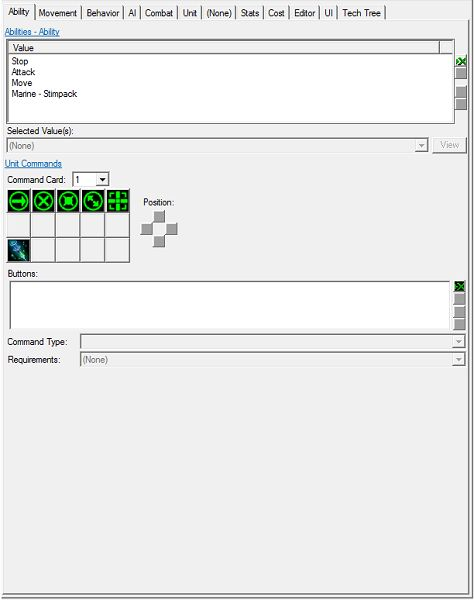 Ability Movement Behavior AI Combat Unit (None) Stats Cost Editor UI Tech Tree
Abilities - Ability
Value
Stop
Attack
Move
Marine - Stimpack
Selected Value(s):
(None) View
Unit Commands
Command Card: 1
Position:
Buttons:
Command Type:
Requirements: (None)